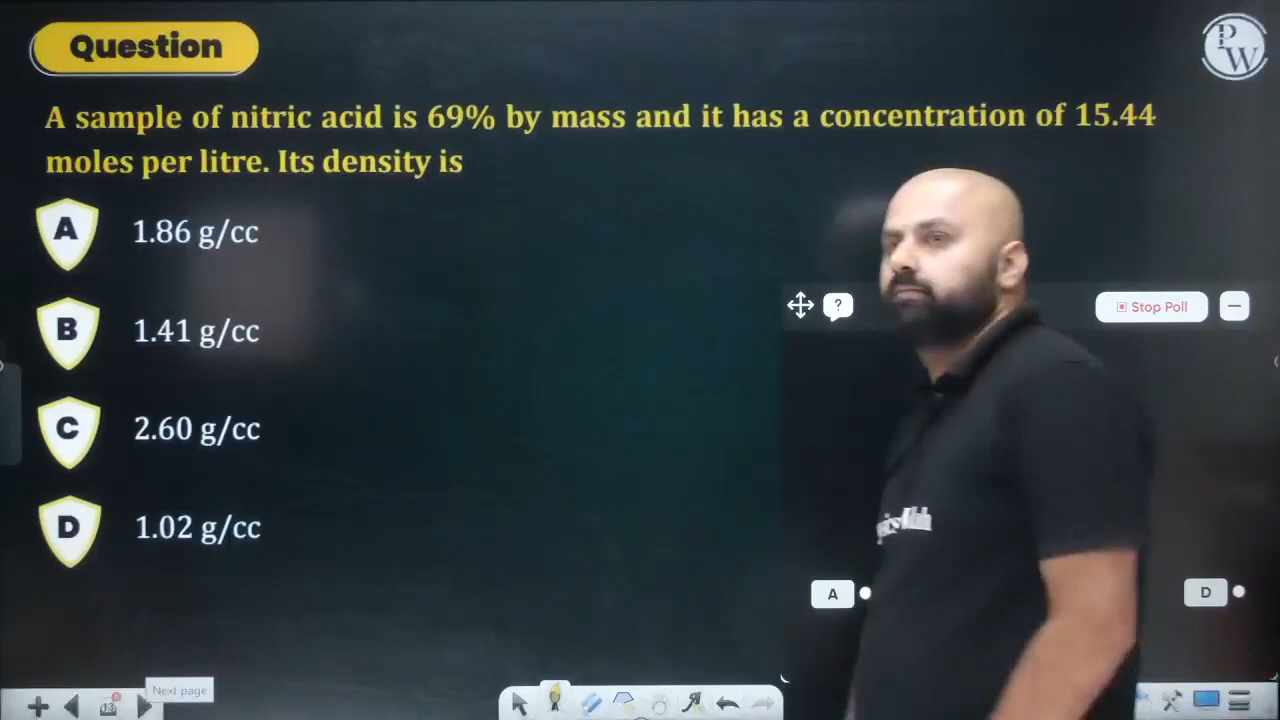 Question
PW
A sample of nitric acid is 69% by mass and it has a concentration of 15.44
moles per litre. Its density is
A 1.86 g/cc
B 1.41 g/cc
C 2.60 g/cc
D 1.02 g/cc
?
Stop Poll
A
D
Next page
13